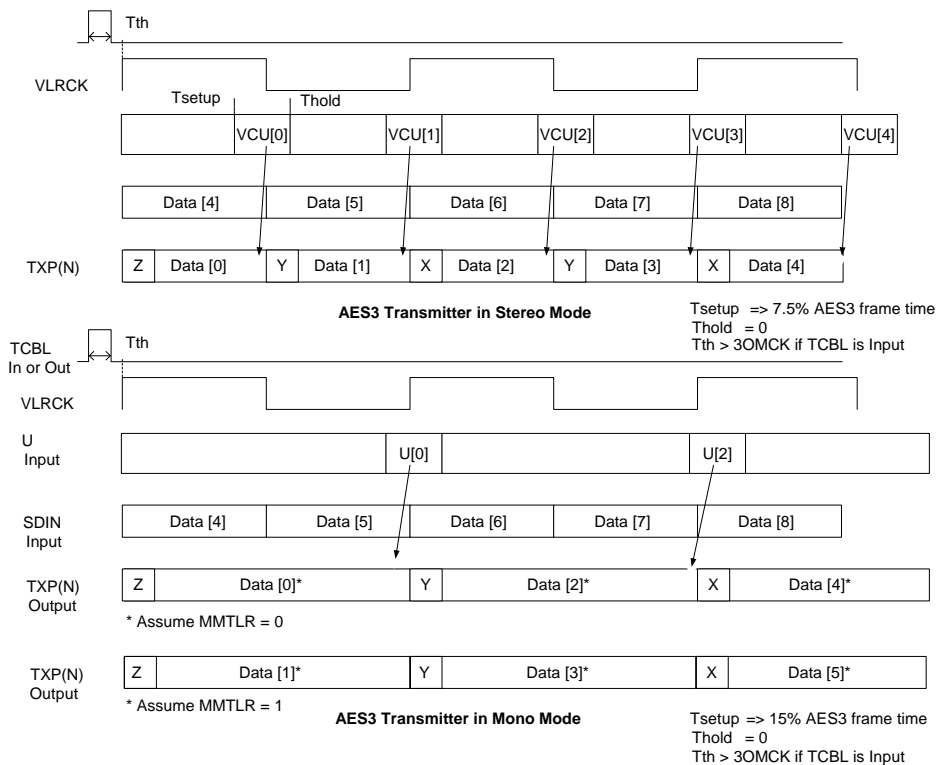 Tth
VLRCK
Tsetup Thold
VCU[0] VCU[1] VCU[2] VCU[3] VCU[4]
Data [4] Data [5] Data [6] Data [7] Data [8]
TXP(N) Z Data [0] Y Data [1] X Data [2] Y Data [3] X Data [4]
AES3 Transmitter in Stereo Mode
Tsetup => 7.5% AES3 frame time
Thold = 0
Tth > 3OMCK if TCBL is Input
TCBL
In or Out
Tth
VLRCK
U
Input
U[0] U[2]
SDIN
Input
Data [4] Data [5] Data [6] Data [7] Data [8]
TXP(N)
Output
Z Data [0]* Y Data [2]* X Data [4]*
* Assume MMTLR = 0
TXP(N)
Output
Z Data [1]* Y Data [3]* X Data [5]*
* Assume MMTLR = 1
AES3 Transmitter in Mono Mode
Tsetup => 15% AES3 frame time
Thold = 0
Tth > 3OMCK if TCBL is Input